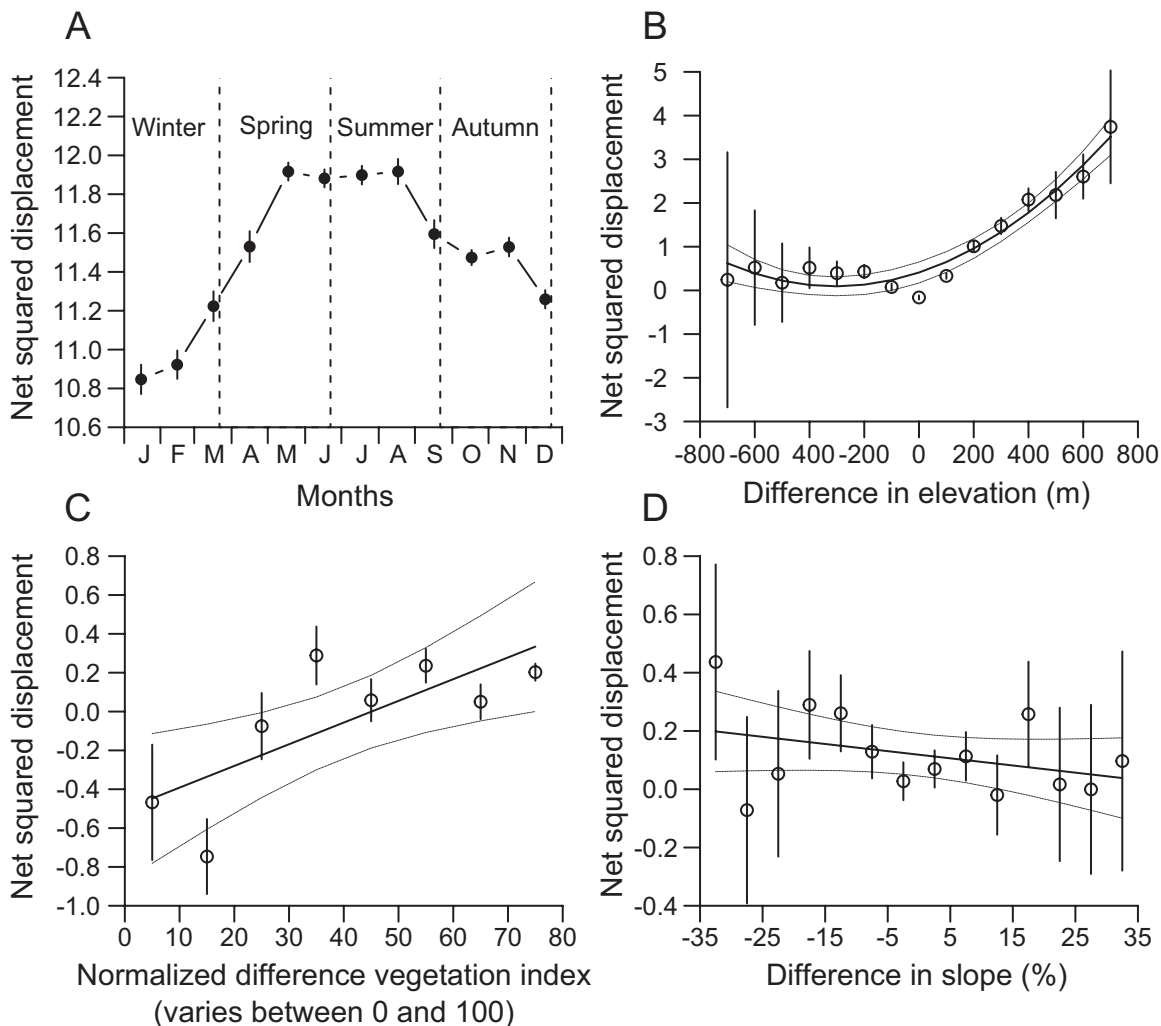 A
Net squared displacement
12.4
12.2
12.0
11.8
11.6
11.4
11.2
11.0
10.8
10.6
Winter Spring Summer Autumn
J F M A M J J A S O N D
Months
B
Net squared displacement
5
4
3
2
1
0
-1
-2
-3
-800 -600 -400 -200 0 200 400 600 800
Difference in elevation (m)
C
Net squared displacement
0.8
0.6
0.4
0.2
0.0
-0.2
-0.4
-0.6
-0.8
-1.0
0 10 20 30 40 50 60 70 80
Normalized difference vegetation index
(varies between 0 and 100)
D
Net squared displacement
0.8
0.6
0.4
0.2
0.0
-0.2
-0.4
-35 -25 -15 -5 5 15 25 35
Difference in slope (%)